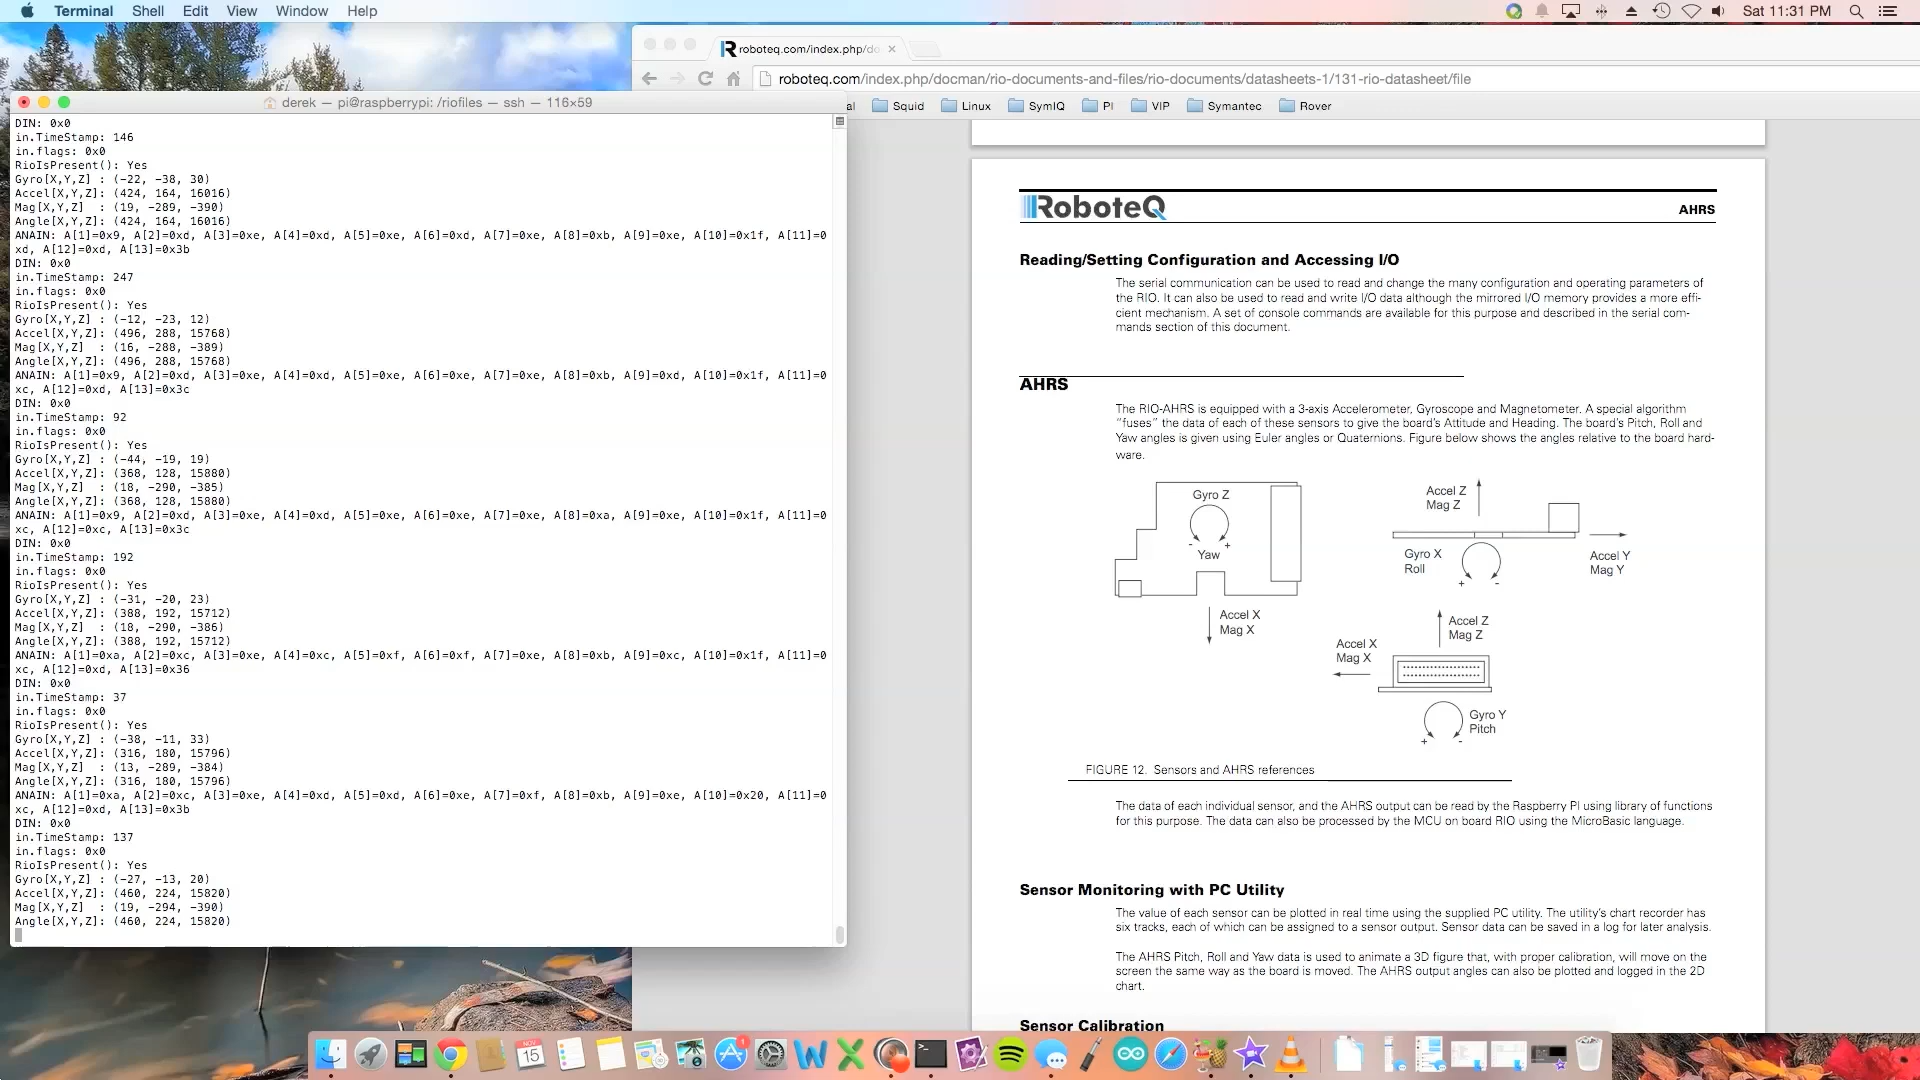 Terminal Shell Edit View Window Help
Sat 11:31 PM
roboteq.com/index.php/do
roboteq.com/index.php/docman/rio-documents-and-files/rio-documents/datasheets-1/131-rio-datasheet/file
al Squid Linux SymIQ PI VIP Symantec Rover
derek — pi@raspberrypi: /riofiles — ssh — 116×59
DIN: 0x0
in.TimeStamp: 146
in.flags: 0x0
RioIsPresent(): Yes
Gyro[X,Y,Z] : (-22, -38, 30)
Accel[X,Y,Z]: (424, 164, 16016)
Mag[X,Y,Z]  : (19, -289, -390)
Angle[X,Y,Z]: (424, 164, 16016)
ANAIN: A[1]=0x9, A[2]=0xd, A[3]=0xe, A[4]=0xd, A[5]=0xe, A[6]=0xd, A[7]=0xe, A[8]=0xb, A[9]=0xe, A[10]=0x1f, A[11]=0
xd, A[12]=0xd, A[13]=0x3b
DIN: 0x0
in.TimeStamp: 247
in.flags: 0x0
RioIsPresent(): Yes
Gyro[X,Y,Z] : (-12, -23, 12)
Accel[X,Y,Z]: (496, 288, 15768)
Mag[X,Y,Z]  : (16, -288, -389)
Angle[X,Y,Z]: (496, 288, 15768)
ANAIN: A[1]=0x9, A[2]=0xd, A[3]=0xe, A[4]=0xd, A[5]=0xe, A[6]=0xe, A[7]=0xe, A[8]=0xb, A[9]=0xd, A[10]=0x1f, A[11]=0
xc, A[12]=0xd, A[13]=0x3c
DIN: 0x0
in.TimeStamp: 92
in.flags: 0x0
RioIsPresent(): Yes
Gyro[X,Y,Z] : (-44, -19, 19)
Accel[X,Y,Z]: (368, 128, 15880)
Mag[X,Y,Z]  : (18, -290, -385)
Angle[X,Y,Z]: (368, 128, 15880)
ANAIN: A[1]=0x9, A[2]=0xd, A[3]=0xe, A[4]=0xd, A[5]=0xe, A[6]=0xe, A[7]=0xe, A[8]=0xa, A[9]=0xe, A[10]=0x1f, A[11]=0
xc, A[12]=0xc, A[13]=0x3c
DIN: 0x0
in.TimeStamp: 192
in.flags: 0x0
RioIsPresent(): Yes
Gyro[X,Y,Z] : (-31, -20, 23)
Accel[X,Y,Z]: (388, 192, 15712)
Mag[X,Y,Z]  : (18, -290, -386)
Angle[X,Y,Z]: (388, 192, 15712)
ANAIN: A[1]=0xa, A[2]=0xc, A[3]=0xe, A[4]=0xc, A[5]=0xf, A[6]=0xf, A[7]=0xe, A[8]=0xb, A[9]=0xc, A[10]=0x1f, A[11]=0
xc, A[12]=0xd, A[13]=0x36
DIN: 0x0
in.TimeStamp: 37
in.flags: 0x0
RioIsPresent(): Yes
Gyro[X,Y,Z] : (-38, -11, 33)
Accel[X,Y,Z]: (316, 180, 15796)
Mag[X,Y,Z]  : (13, -289, -384)
Angle[X,Y,Z]: (316, 180, 15796)
ANAIN: A[1]=0xa, A[2]=0xc, A[3]=0xe, A[4]=0xd, A[5]=0xd, A[6]=0xe, A[7]=0xf, A[8]=0xb, A[9]=0xe, A[10]=0x20, A[11]=0
xc, A[12]=0xd, A[13]=0x3b
DIN: 0x0
in.TimeStamp: 137
in.flags: 0x0
RioIsPresent(): Yes
Gyro[X,Y,Z] : (-27, -13, 20)
Accel[X,Y,Z]: (460, 224, 15820)
Mag[X,Y,Z]  : (19, -294, -390)
Angle[X,Y,Z]: (460, 224, 15820)
RoboteQ
AHRS
Reading/Setting Configuration and Accessing I/O
The serial communication can be used to read and change the many configuration and operating parameters of
the RIO. It can also be used to read and write I/O data although the mirrored I/O memory provides a more effi-
cient mechanism. A set of console commands are available for this purpose and described in the serial com-
mands section of this document.
AHRS
The RIO-AHRS is equipped with a 3-axis Accelerometer, Gyroscope and Magnetometer. A special algorithm
"fuses" the data of each of these sensors to give the board's Attitude and Heading. The board's Pitch, Roll and
Yaw angles is given using Euler angles or Quaternions. Figure below shows the angles relative to the board hard-
ware.
Gyro Z
- +
Yaw
Accel X
Mag X
Accel Z
Mag Z
Gyro X
Roll
+ -
Accel Y
Mag Y
Accel Z
Mag Z
Accel X
Mag X
Gyro Y
Pitch
+ -
FIGURE 12. Sensors and AHRS references
The data of each individual sensor, and the AHRS output can be read by the Raspberry PI using library of functions
for this purpose. The data can also be processed by the MCU on board RIO using the MicroBasic language.
Sensor Monitoring with PC Utility
The value of each sensor can be plotted in real time using the supplied PC utility. The utility's chart recorder has
six tracks, each of which can be assigned to a sensor output. Sensor data can be saved in a log for later analysis.
The AHRS Pitch, Roll and Yaw data is used to animate a 3D figure that, with proper calibration, will move on the
screen the same way as the board is moved. The AHRS output angles can also be plotted and logged in the 2D
chart.
Sensor Calibration
NOV
15
1